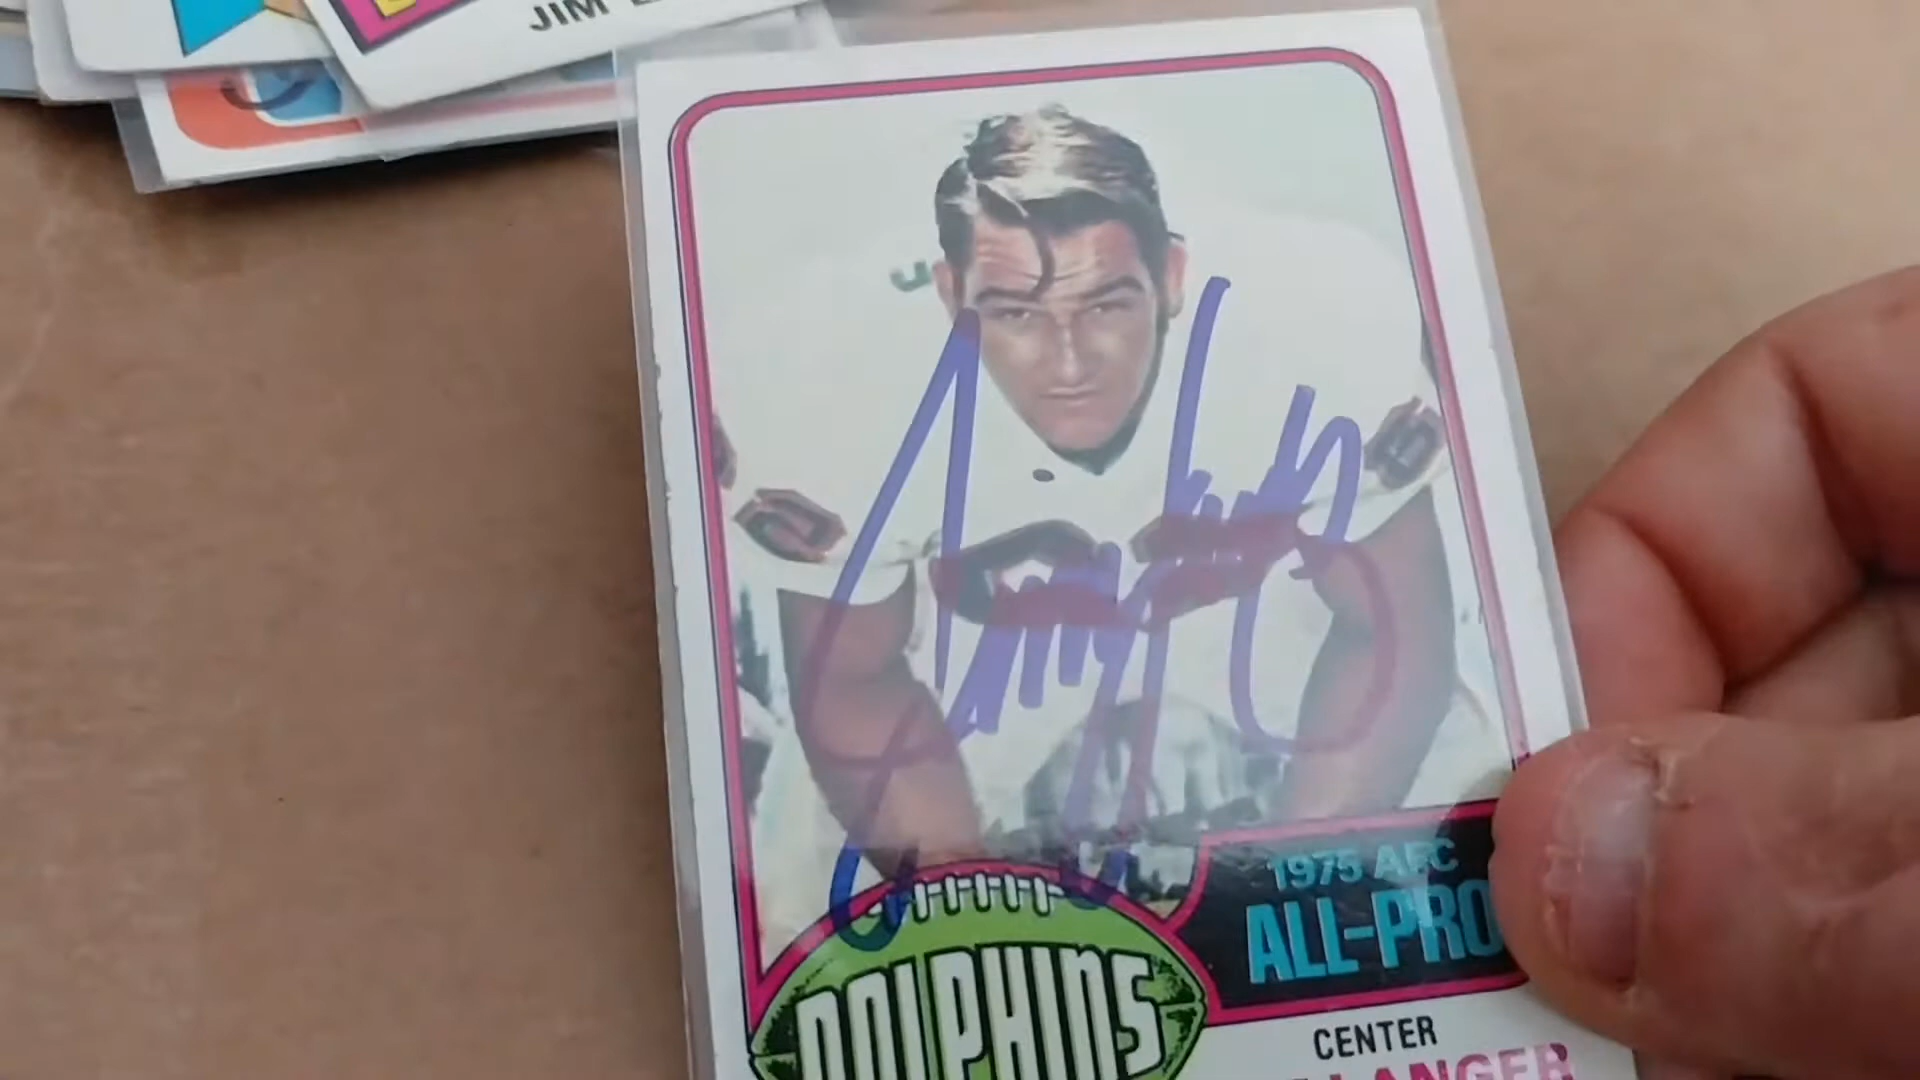 JIM
1975 AFC
ALL-PRO
DOLPHINS
CENTER
LANGER